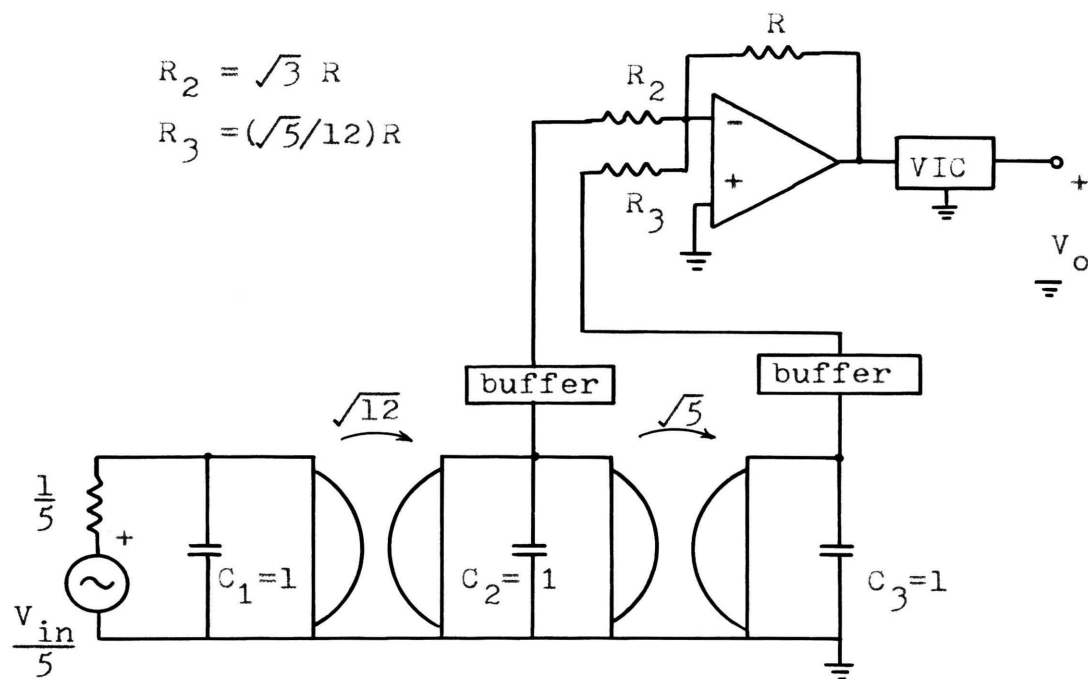 R
R₂ = √3 R
R₂
R₃ =(√5/12)R
−
+
VIC
+
R₃
Vₒ
buffer
buffer
√12
√5
1/5
+
C₁=1
C₂= 1
C₃=1
V_in/5